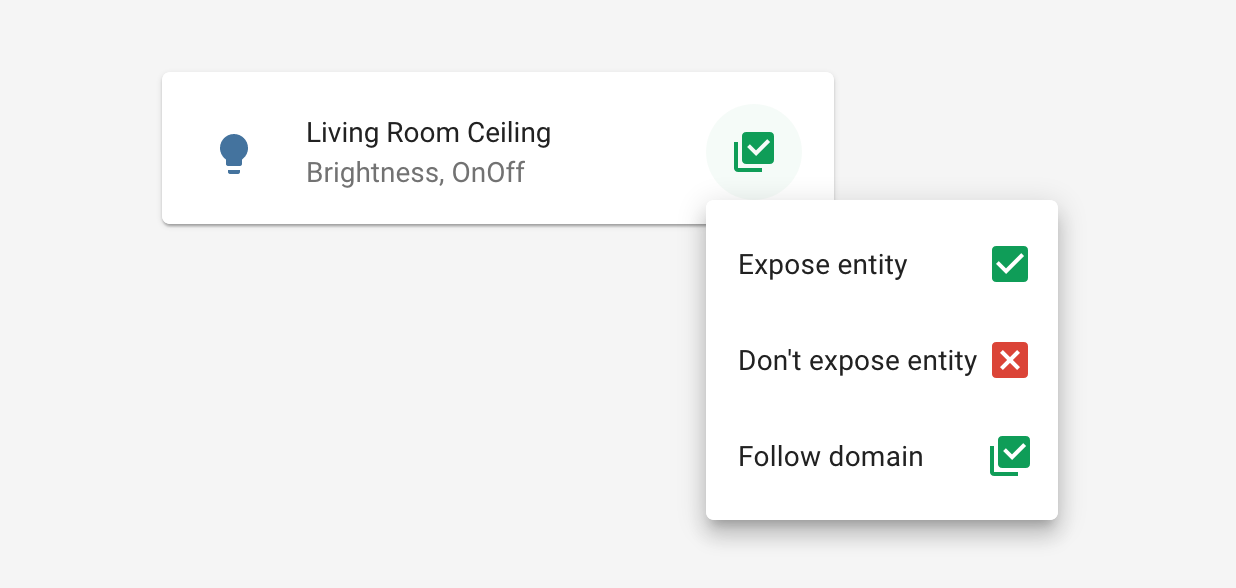 Living Room Ceiling
Brightness, OnOff
Expose entity
Don't expose entity
Follow domain